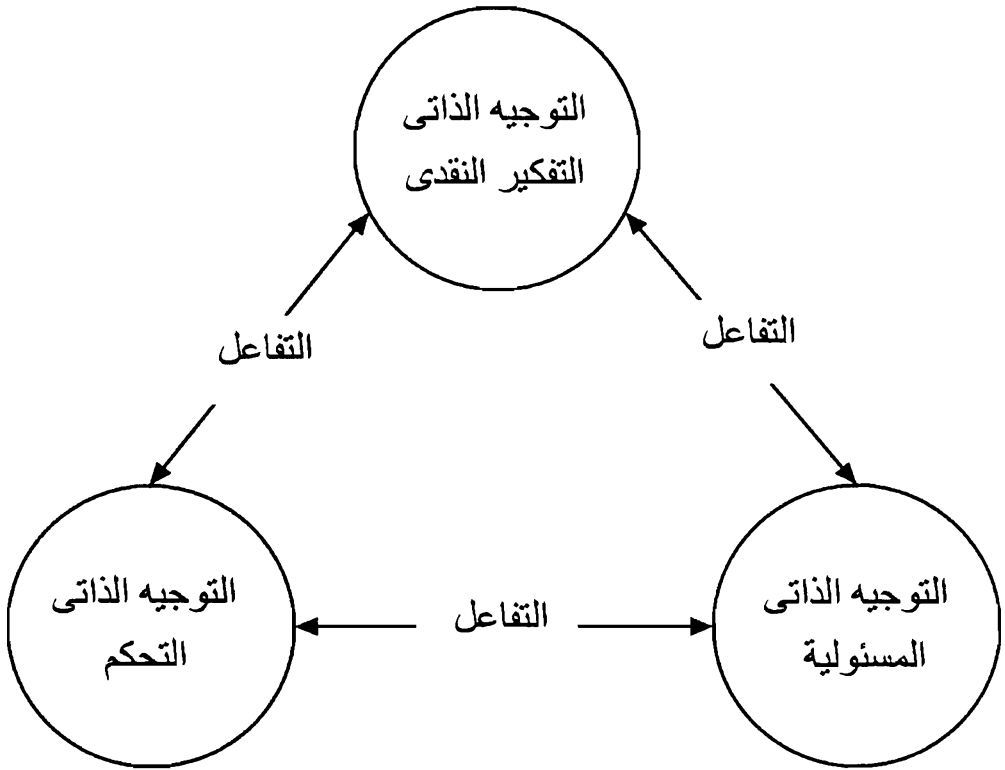 التوجيه الذاتى
التفكير النقدى
التفاعل
التفاعل
التوجيه الذاتى
المسئولية
التفاعل
التوجيه الذاتى
التحكم